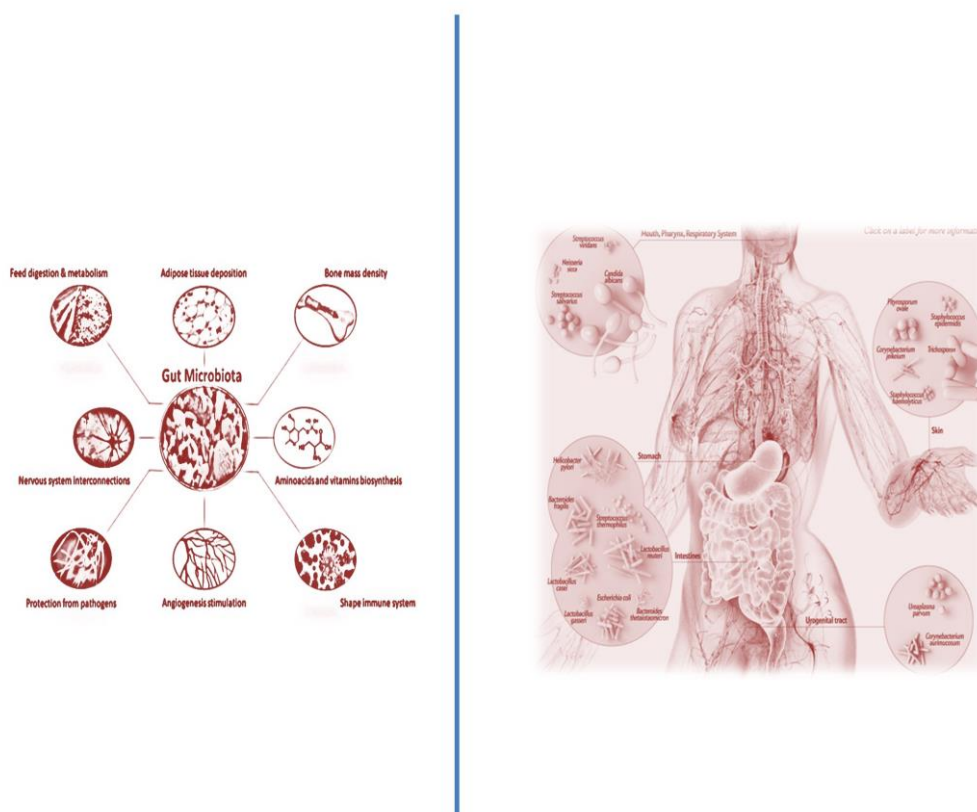 Feed digestion & metabolism
Adipose tissue deposition
Bone mass density
Gut Microbiota
Nervous system interconnections
Aminoacids and vitamins biosynthesis
Protection from pathogens
Angiogenesis stimulation
Shape immune system
Mouth, Pharynx, Respiratory System
Click on a label for more
Streptococcus
viridans
Neisseria
sicca
Candida
albicans
Streptococcus
salivarius
Pityrosporum
ovale
Staphylococcus
epidermidis
Corynebacterium
jeikeium
Staphylococcus
haemolyticus
Skin
Stomach
Helicobacter
pylori
Bacteroides
fragilis
Streptococcus
thermophilus
Lactobacillus
reuteri
Intestines
Lactobacillus
casei
Escherichia coli
Lactobacillus
gasseri
Bacteroides
thetaiotaomicron
Urogenital tract
Ureaplasma
parvum
Corynebacterium
aurimucosum